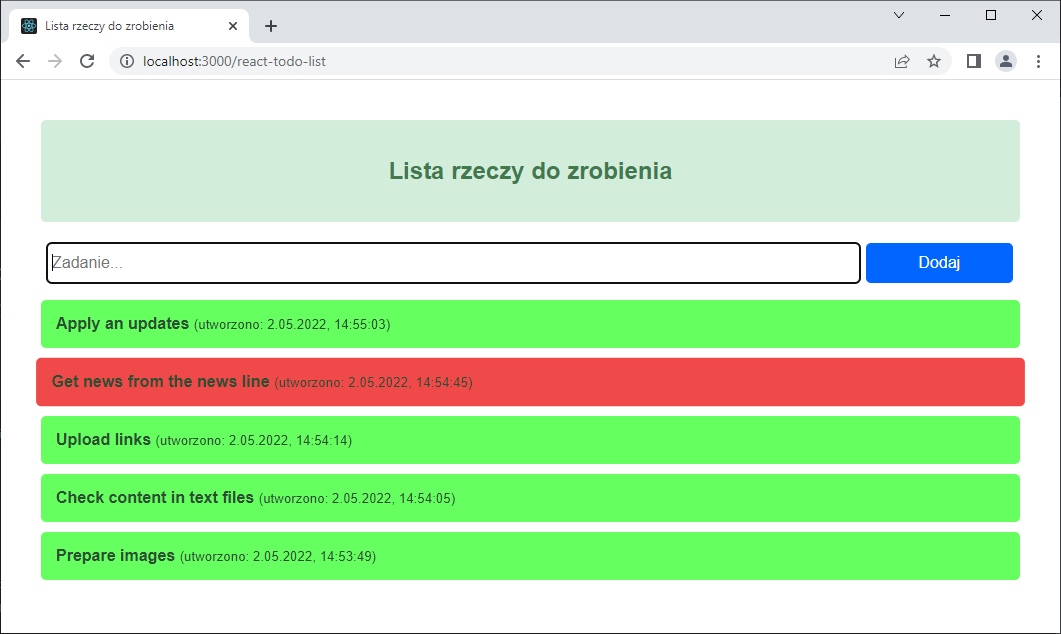 Lista rzeczy do zrobienia
localhost:3000/react-todo-list
Lista rzeczy do zrobienia
Zadanie...
Dodaj
Apply an updates (utworzono: 2.05.2022, 14:55:03)
Get news from the news line (utworzono: 2.05.2022, 14:54:45)
Upload links (utworzono: 2.05.2022, 14:54:14)
Check content in text files (utworzono: 2.05.2022, 14:54:05)
Prepare images (utworzono: 2.05.2022, 14:53:49)